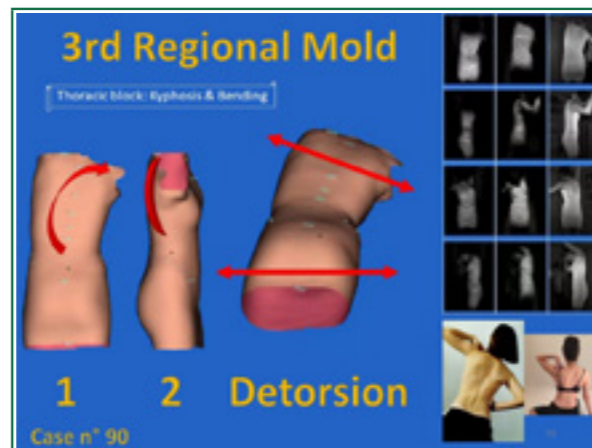 3rd Regional Mold
Thoracic block: Kyphosis & Bending
1 2 Detorsion
Case n° 90